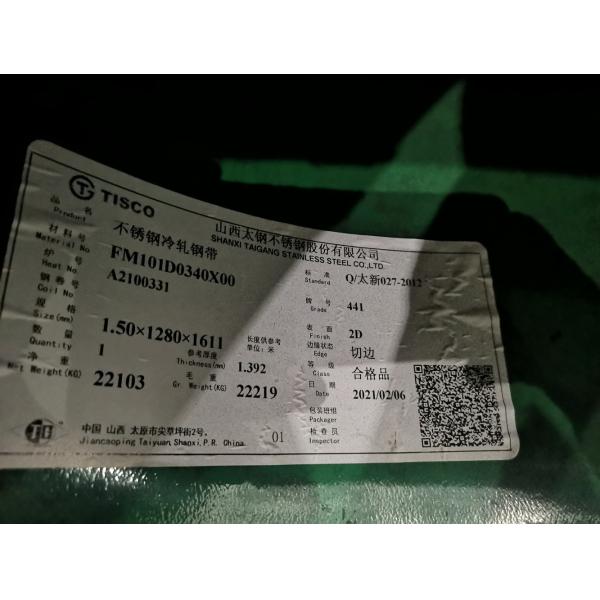 TISCO
山西太钢不锈钢股份有限公司
SHANXI TAIGANG STAINLESS STEEL CO.,LTD.
品 名
Product
不锈钢冷轧钢带
标 准
Standard
Q/太新027-2012
材料号
Material No
FM101D0340X00
炉 号
Heat No
A2100331
牌号
Grade
441
钢卷号
Coil No
表 面
Finish
2D
规 格
Size(mm)
1.50×1280×1611
长度供参考
单位：米
边缘状态
Edge
切边
数 量
Quantity
1
参考厚度
Thickness(mm)
1.392
等 级
Class
合格品
净 重
Net Weight(KG)
22103
毛 重
Gr. Weight(KG)
22219
日 期
Date
2021/02/06
包装班组
Packager
检查员
Inspector
中国 山西 太原市尖草坪街2号。
Jiancaoping Taiyuan Shanxi, P.R. China.
01
1